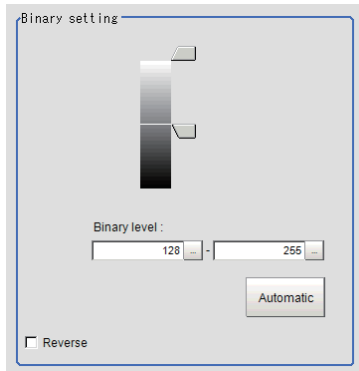 Binary setting
Binary level :
128 ... - 255 ...
Automatic
Reverse